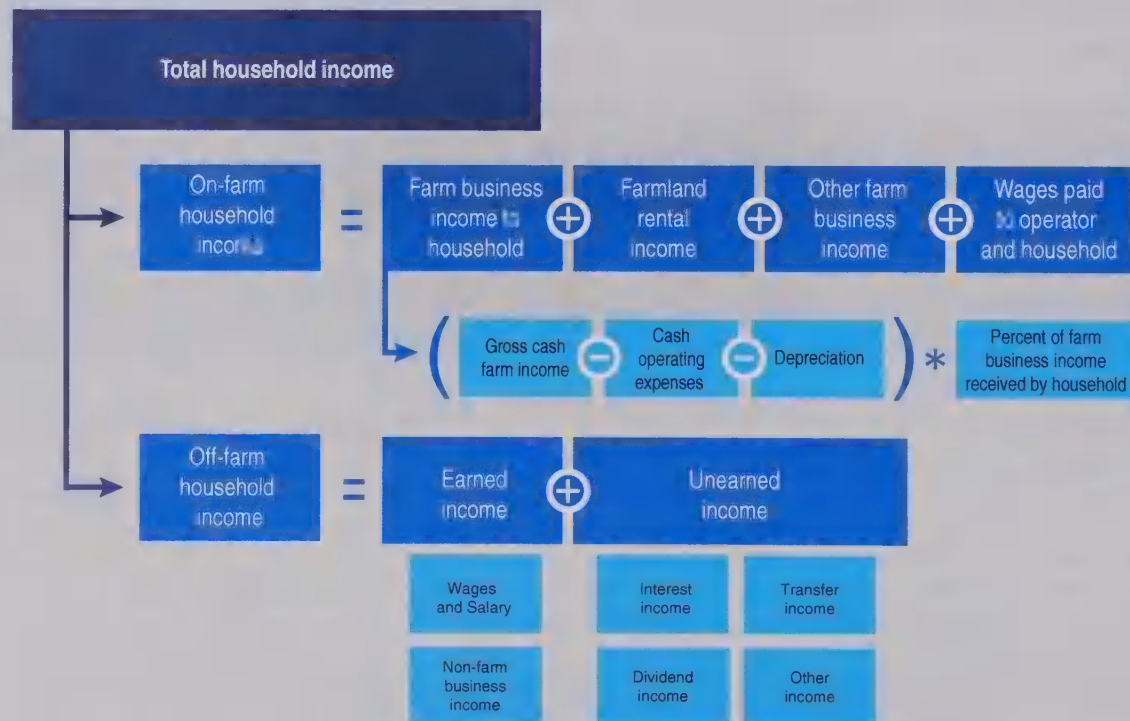 Total household income
On-farm
household
income
=
Farm business
income to
household
+
Farmland
rental
income
+
Other farm
business
income
+
Wages paid
to operator
and household
(
Gross cash
farm income
−
Cash
operating
expenses
−
Depreciation
)
*
Percent of farm
business income
received by household
Off-farm
household
income
=
Earned
income
+
Unearned
income
Wages
and Salary
Interest
income
Transfer
income
Non-farm
business
income
Dividend
income
Other
income